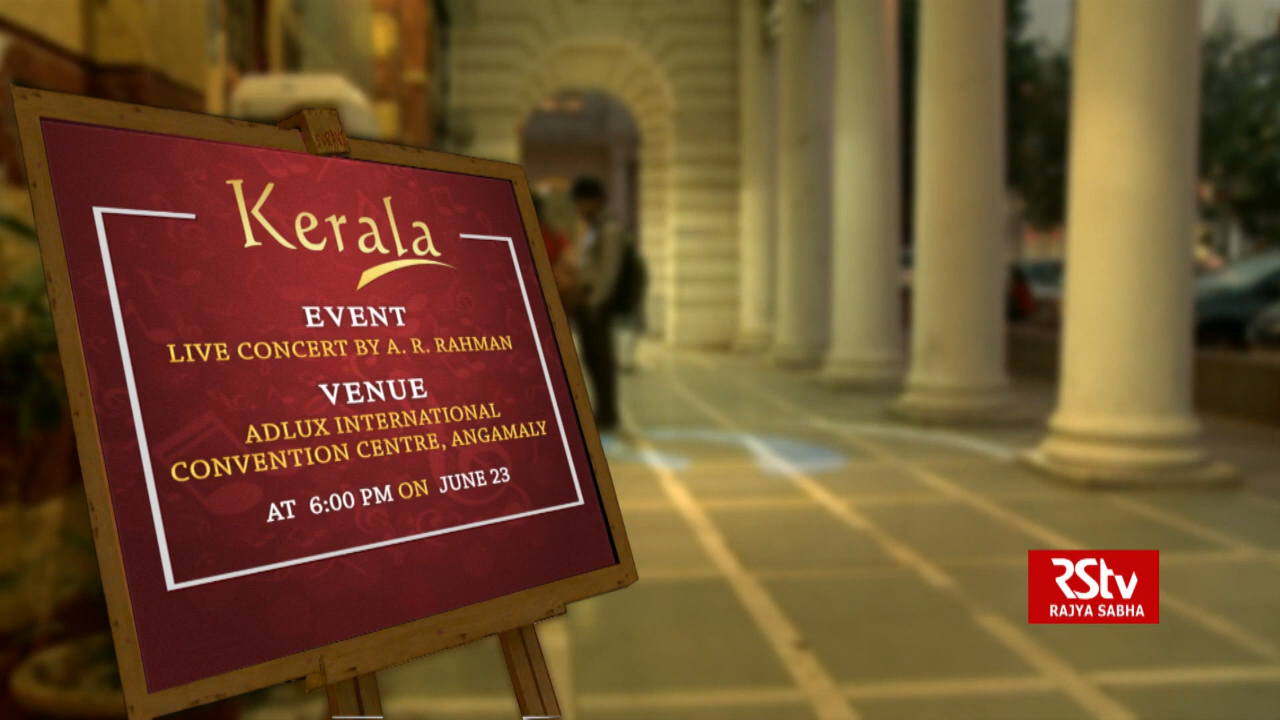 Kerala
EVENT
LIVE CONCERT BY A. R. RAHMAN
VENUE
ADLUX INTERNATIONAL
CONVENTION CENTRE, ANGAMALY
AT 6:00 PM ON JUNE 23
RStv
RAJYA SABHA